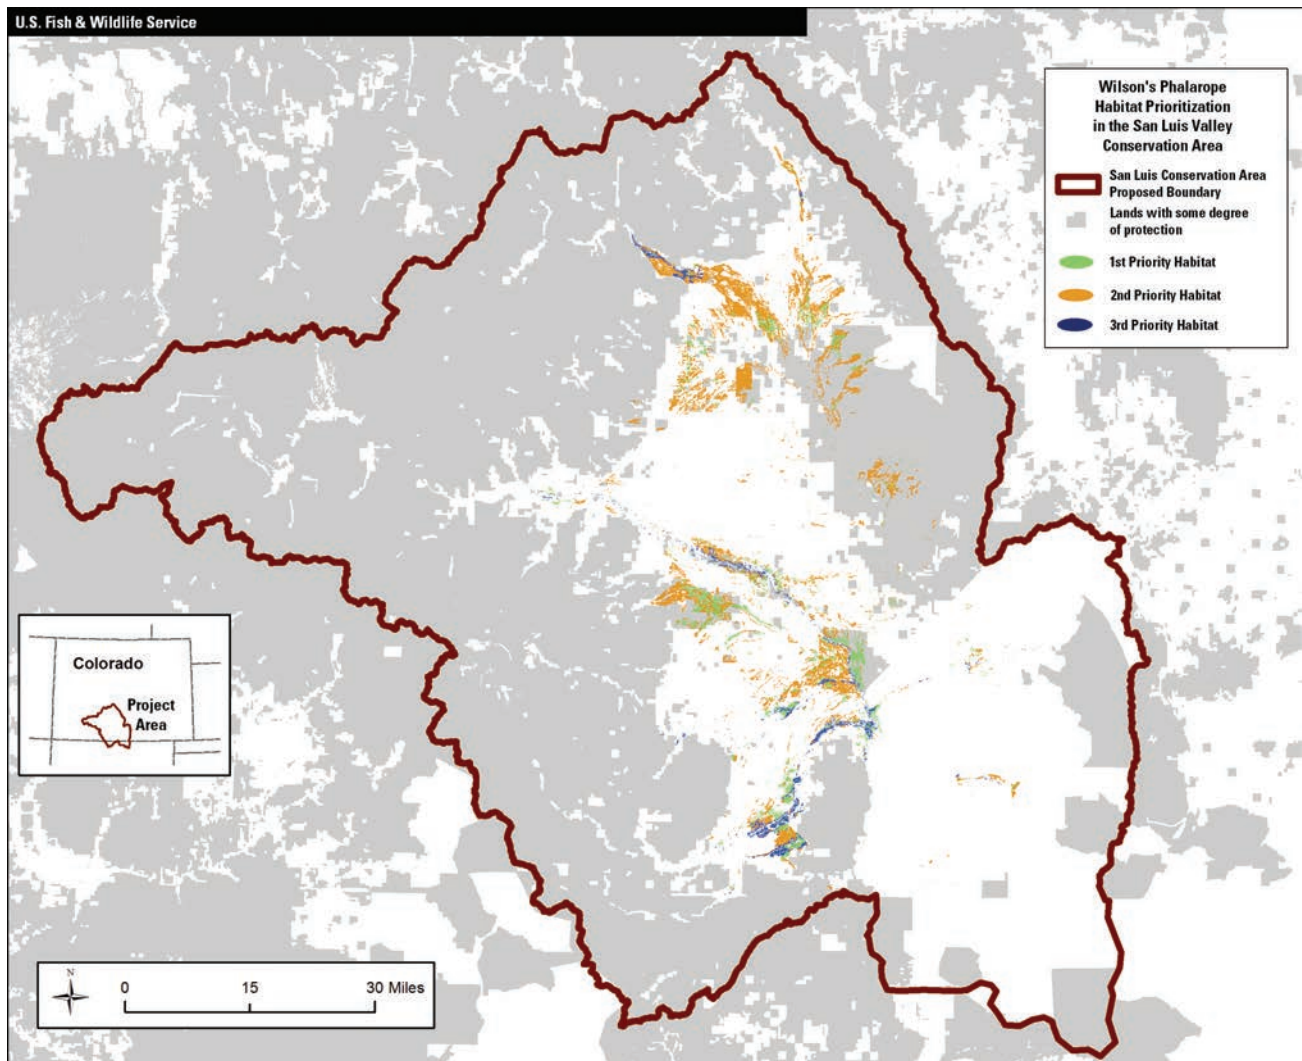 U.S. Fish & Wildlife Service
Wilson's Phalarope
Habitat Prioritization
in the San Luis Valley
Conservation Area
San Luis Conservation Area
Proposed Boundary
Lands with some degree
of protection
1st Priority Habitat
2nd Priority Habitat
3rd Priority Habitat
Colorado
Project
Area
N
0 15 30 Miles